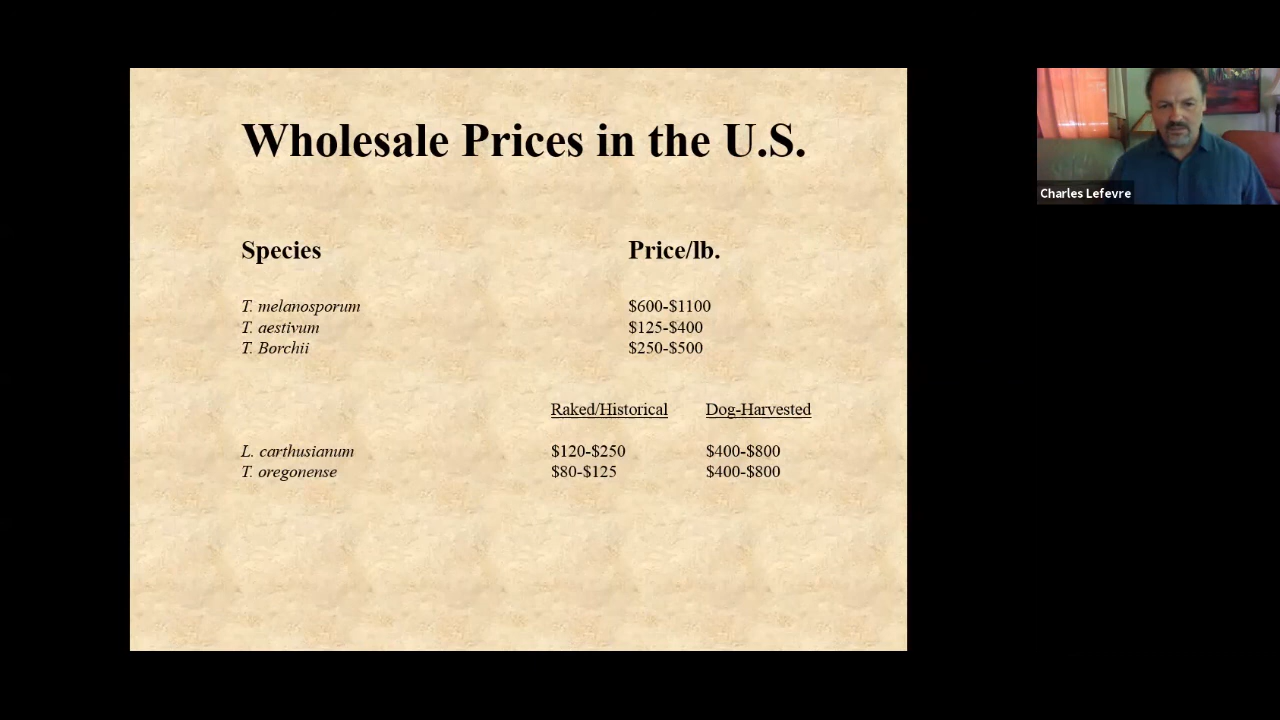 Wholesale Prices in the U.S.
Charles Lefevre
Species Price/lb.
T. melanosporum $600-$1100
T. aestivum $125-$400
T. Borchii $250-$500
Raked/Historical Dog-Harvested
L. carthusianum $120-$250 $400-$800
T. oregonense $80-$125 $400-$800